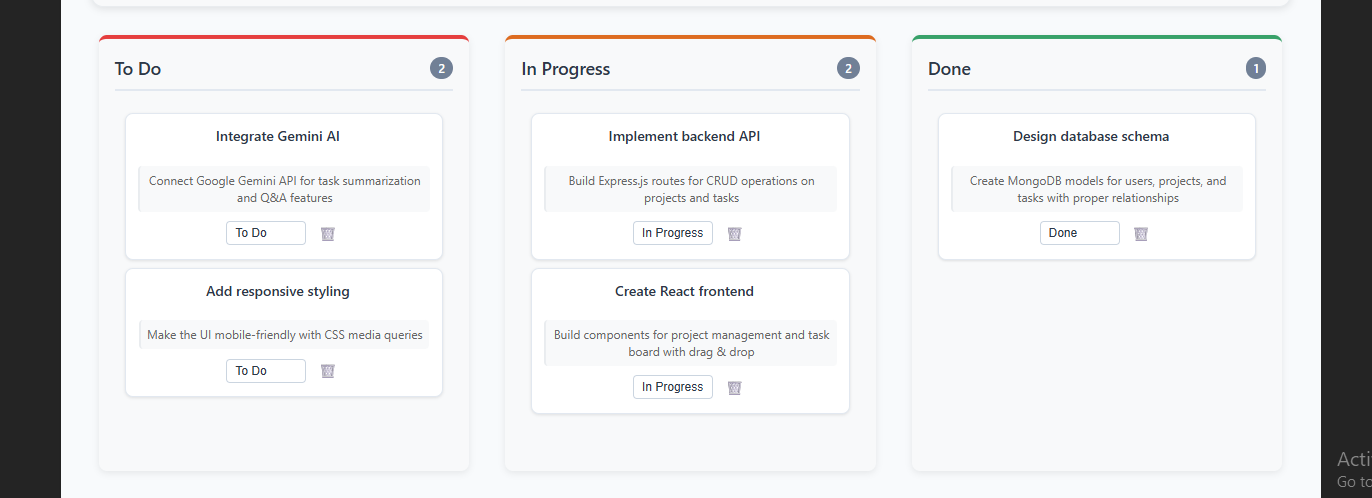 To Do
2
Integrate Gemini AI
Connect Google Gemini API for task summarization
and Q&A features
To Do
Add responsive styling
Make the UI mobile-friendly with CSS media queries
To Do
In Progress
2
Implement backend API
Build Express.js routes for CRUD operations on
projects and tasks
In Progress
Create React frontend
Build components for project management and task
board with drag & drop
In Progress
Done
1
Design database schema
Create MongoDB models for users, projects, and
tasks with proper relationships
Done
Acti
Go to